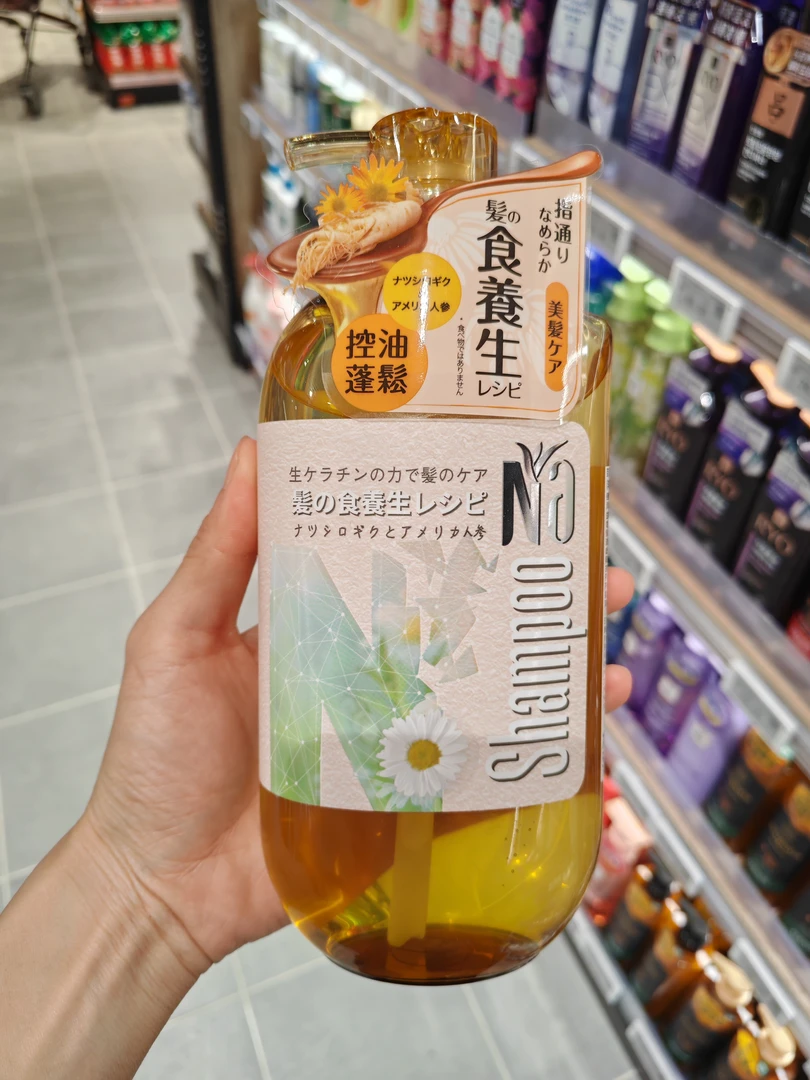 指通り
なめらか
美髪ケア
髪の
食養生
レシピ
ナツシロギク
アメリカ人参
・食べ物ではありません
控油
蓬鬆
生ケラチンの力で髪のケア
髪の食養生レシピ
ナツシロギクとアメリカ人参
Na
Shampoo
RYO
RYO